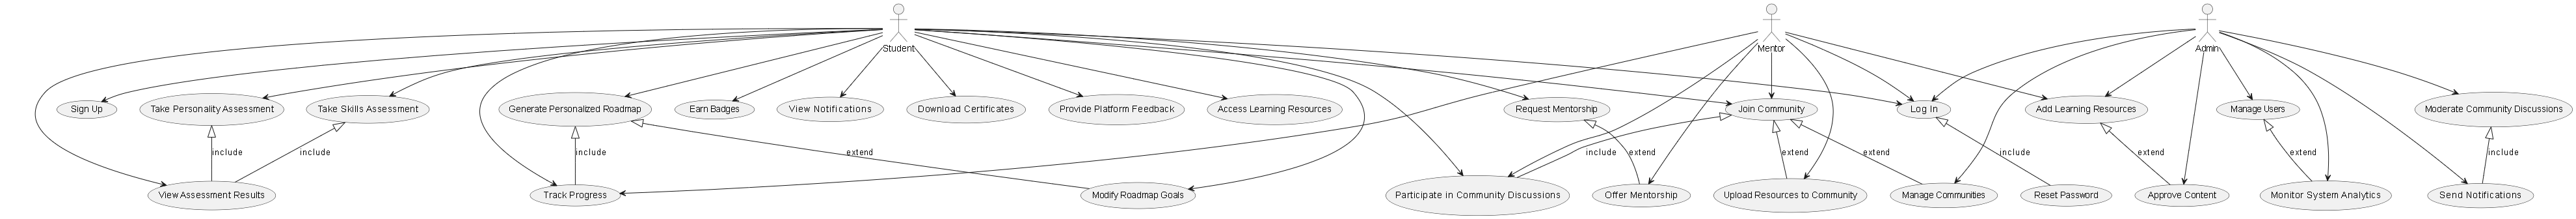 Student
Mentor
Admin
Sign Up
Take Personality Assessment
Take Skills Assessment
Generate Personalized Roadmap
Earn Badges
View Notifications
Download Certificates
Provide Platform Feedback
Access Learning Resources
Request Mentorship
Join Community
Log In
Add Learning Resources
Manage Users
Moderate Community Discussions
include
include
include
extend
include
extend
extend
extend
include
extend
extend
include
View Assessment Results
Track Progress
Modify Roadmap Goals
Participate in Community Discussions
Offer Mentorship
Upload Resources to Community
Manage Communities
Reset Password
Approve Content
Monitor System Analytics
Send Notifications